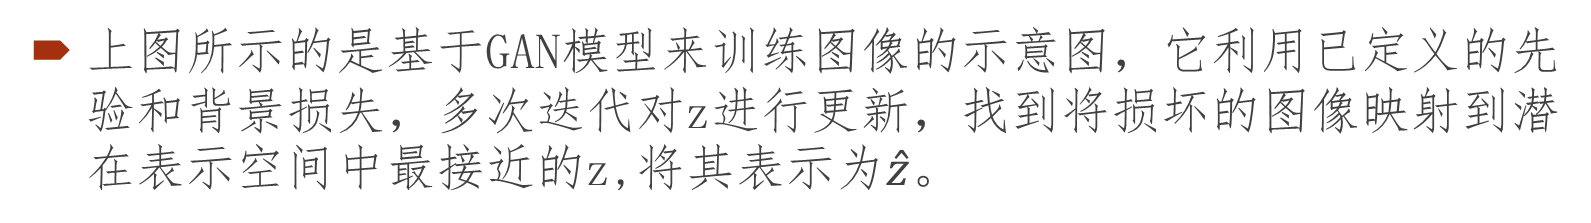 上图所示的是基于GAN模型来训练图像的示意图，它利用已定义的先
验和背景损失，多次迭代对z进行更新，找到将损坏的图像映射到潜
在表示空间中最接近的z,将其表示为ẑ。